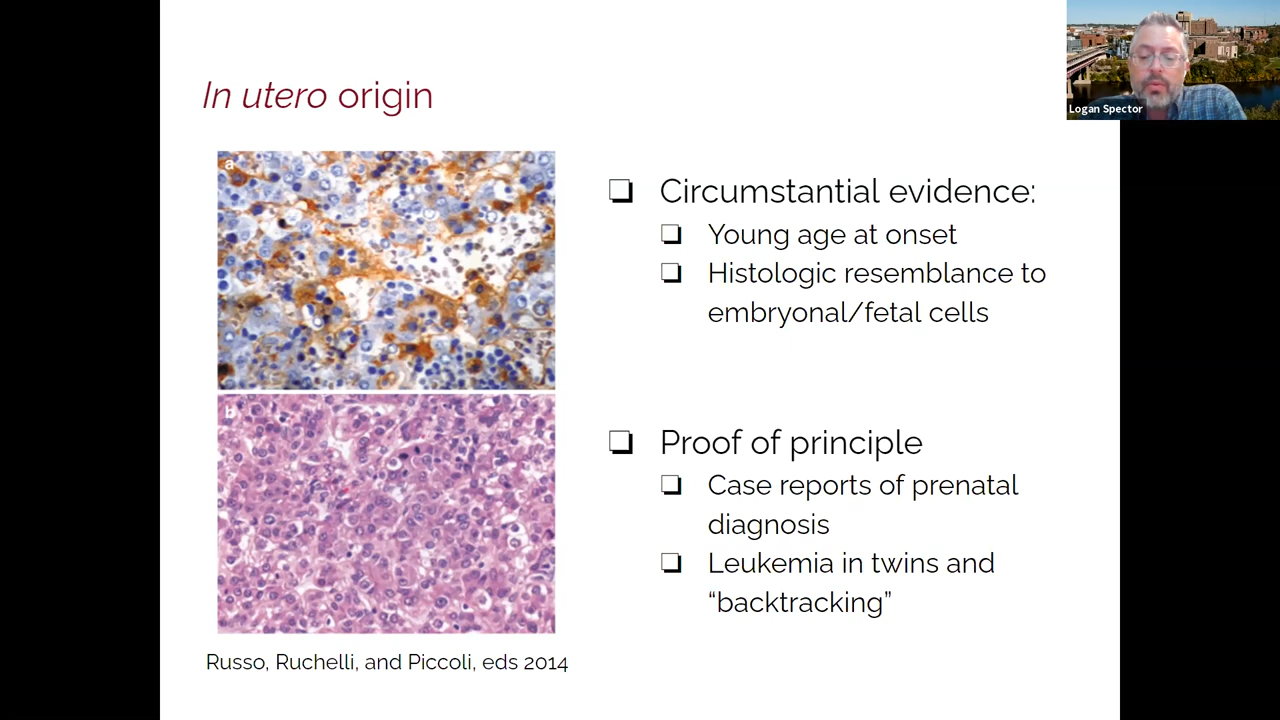 Logan Spector
In utero origin
a
b
Russo, Ruchelli, and Piccoli, eds 2014
❏ Circumstantial evidence:
❏ Young age at onset
❏ Histologic resemblance to
embryonal/fetal cells
❏ Proof of principle
❏ Case reports of prenatal
diagnosis
❏ Leukemia in twins and
“backtracking”